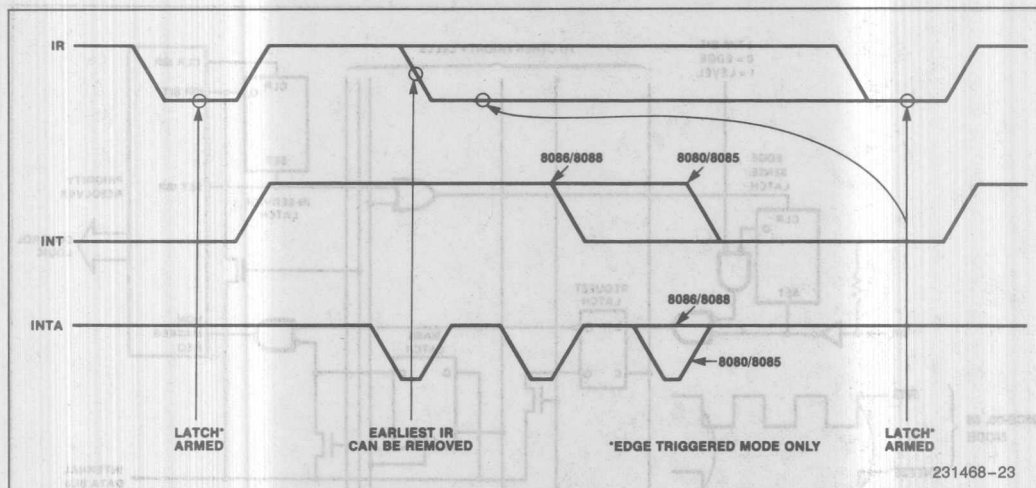 IR
8086/8088
8080/8085
INT
8086/8088
INTA
8080/8085
LATCH*
ARMED
EARLIEST IR
CAN BE REMOVED
*EDGE TRIGGERED MODE ONLY
LATCH*
ARMED
231468-23